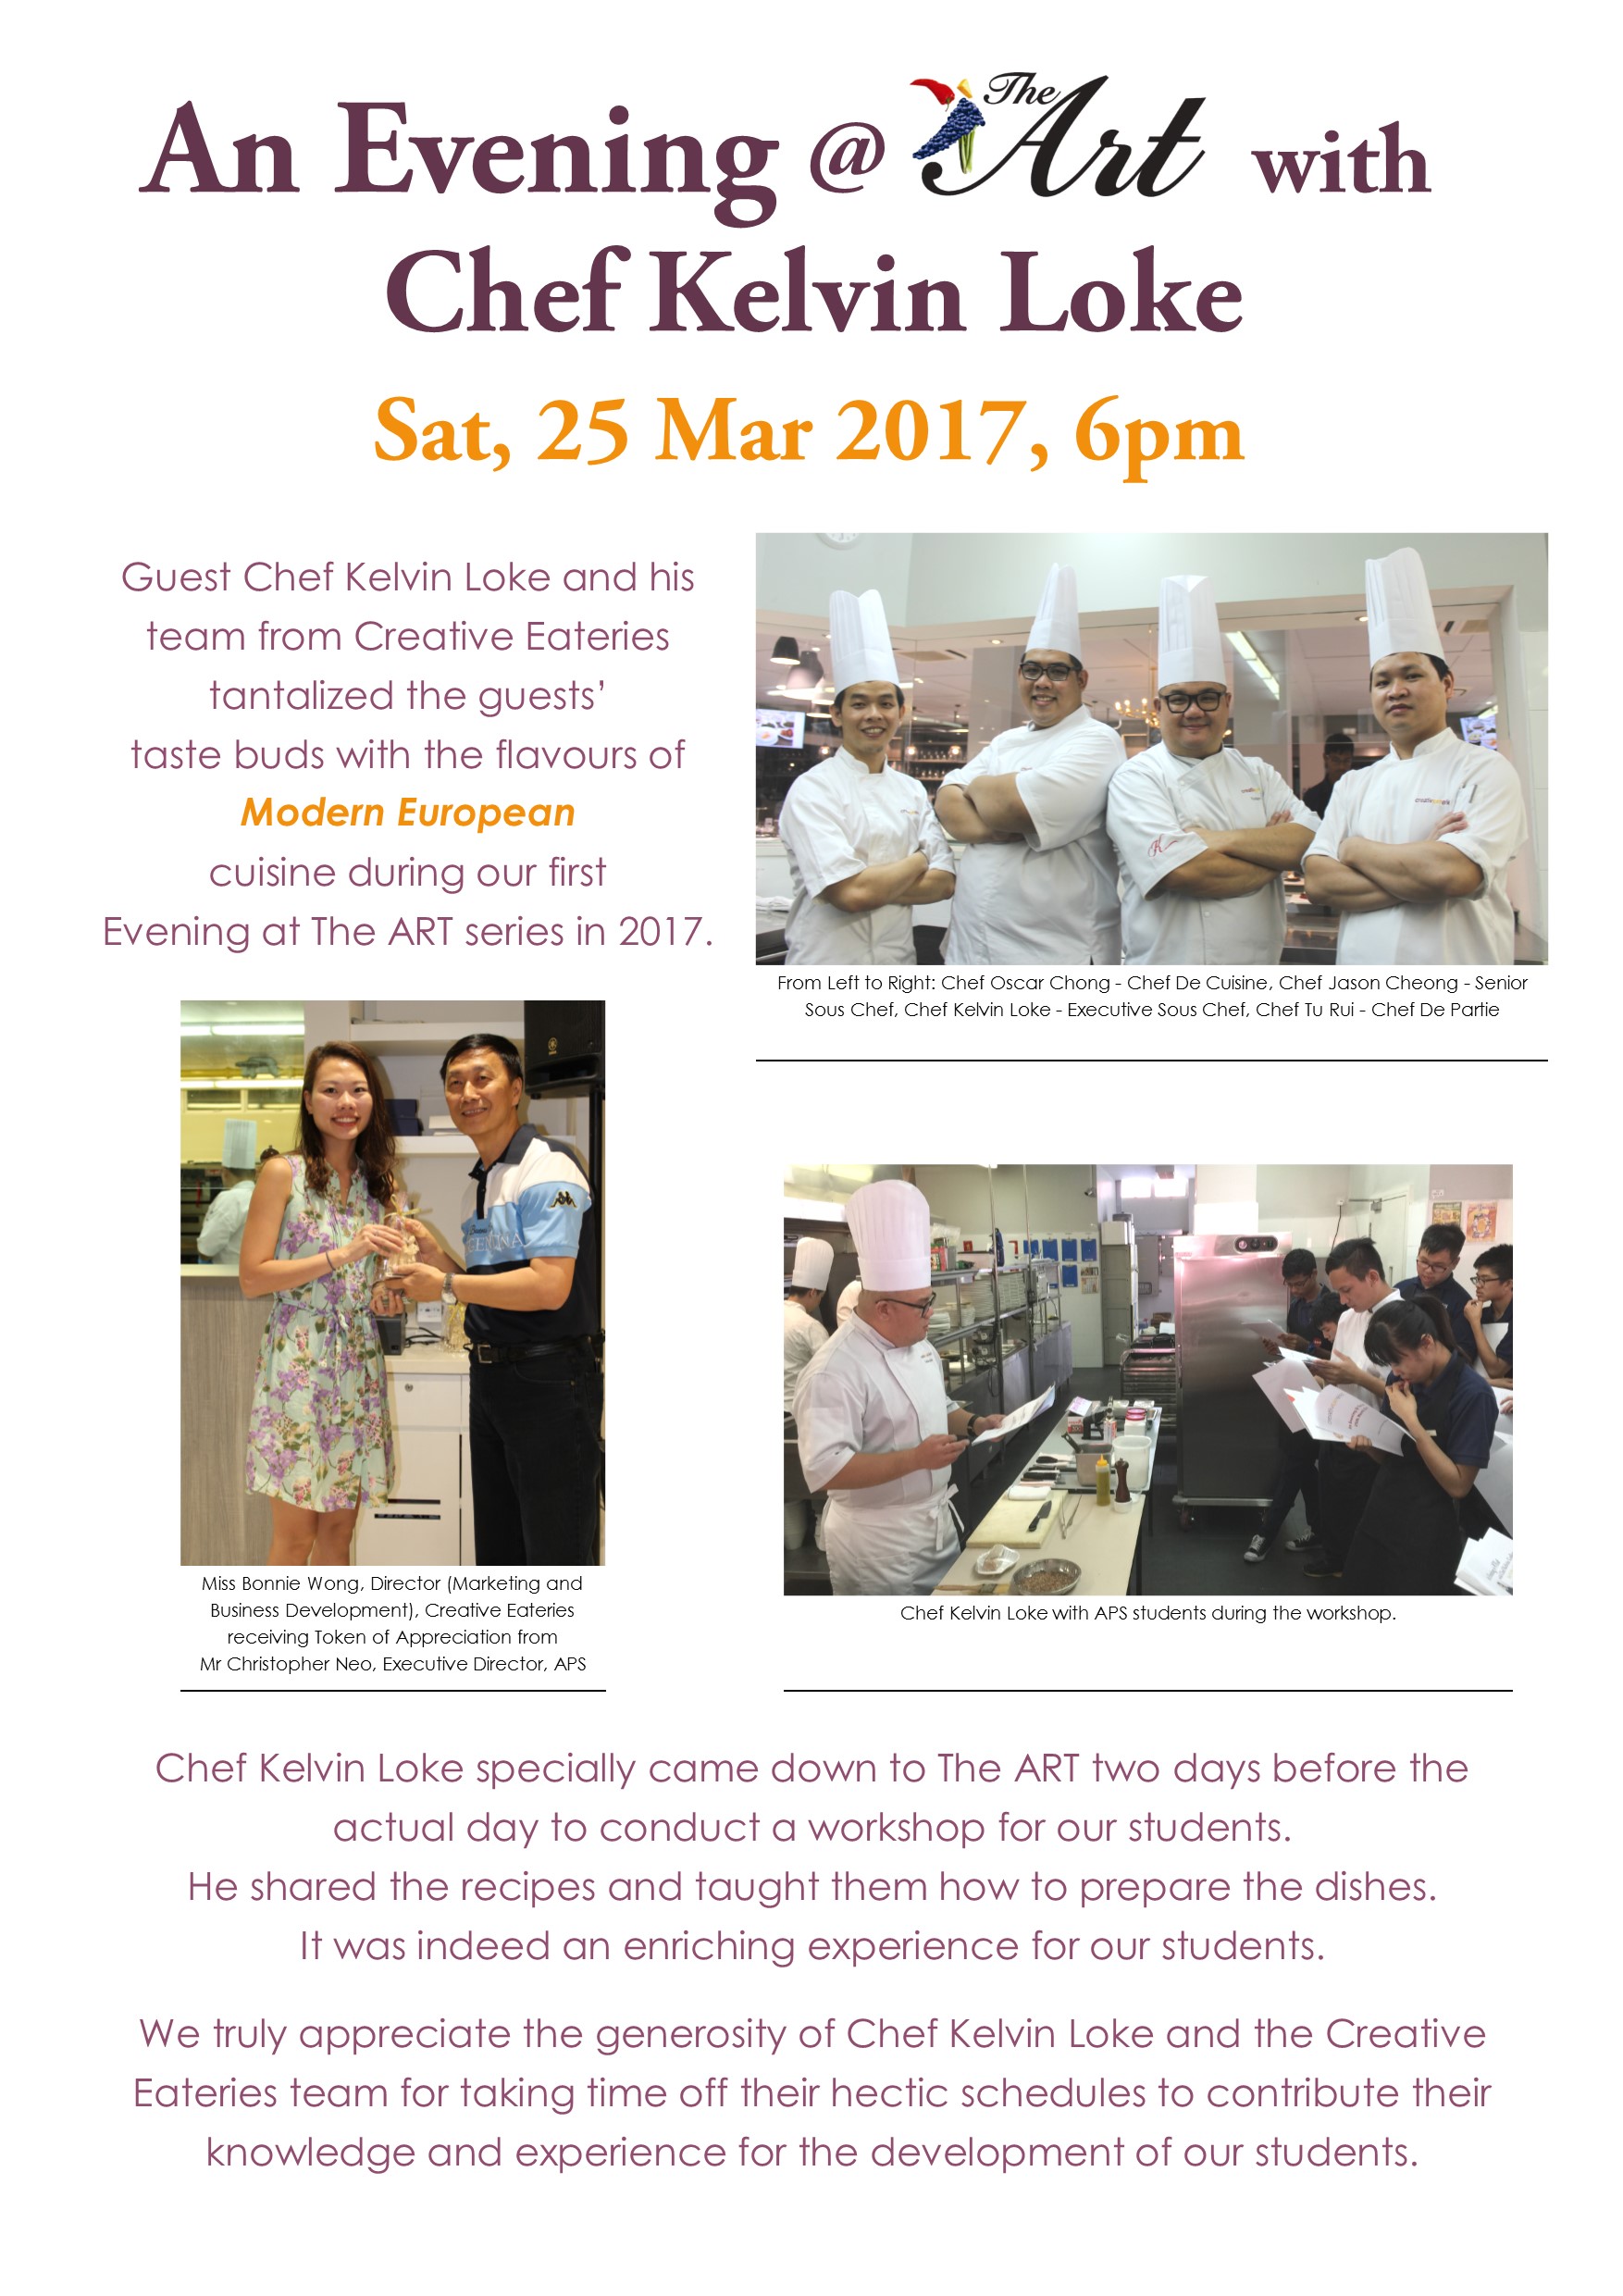 An Evening @ The Art with
Chef Kelvin Loke
Sat, 25 Mar 2017, 6pm
Guest Chef Kelvin Loke and his
team from Creative Eateries
tantalized the guests’
taste buds with the flavours of
Modern European
cuisine during our first
Evening at The ART series in 2017.
From Left to Right: Chef Oscar Chong - Chef De Cuisine, Chef Jason Cheong - Senior
Sous Chef, Chef Kelvin Loke - Executive Sous Chef, Chef Tu Rui - Chef De Partie
Miss Bonnie Wong, Director (Marketing and
Business Development), Creative Eateries
receiving Token of Appreciation from
Mr Christopher Neo, Executive Director, APS
Chef Kelvin Loke with APS students during the workshop.
Chef Kelvin Loke specially came down to The ART two days before the
actual day to conduct a workshop for our students.
He shared the recipes and taught them how to prepare the dishes.
It was indeed an enriching experience for our students.
We truly appreciate the generosity of Chef Kelvin Loke and the Creative
Eateries team for taking time off their hectic schedules to contribute their
knowledge and experience for the development of our students.